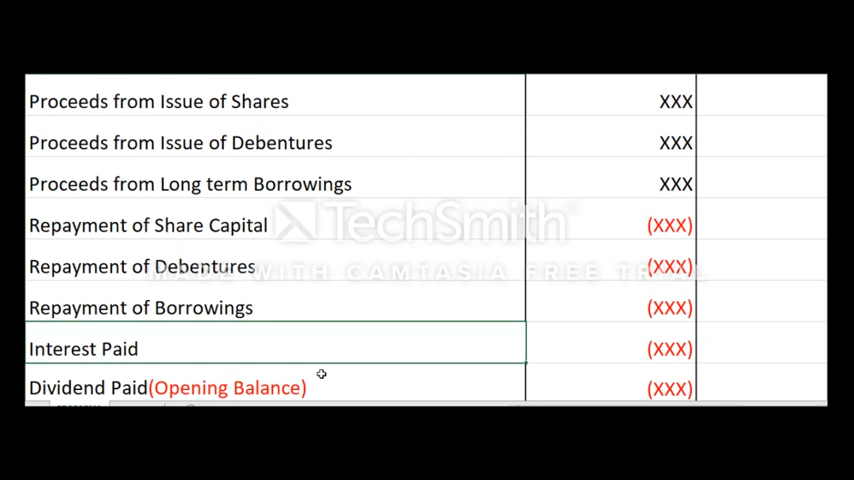 Proceeds from Issue of Shares XXX
Proceeds from Issue of Debentures XXX
Proceeds from Long term Borrowings XXX
Repayment of Share Capital (XXX)
TechSmith®
Repayment of Debentures (XXX)
MADE WITH CAMTASIA FREE TRIAL
Repayment of Borrowings (XXX)
Interest Paid (XXX)
Dividend Paid(Opening Balance) (XXX)